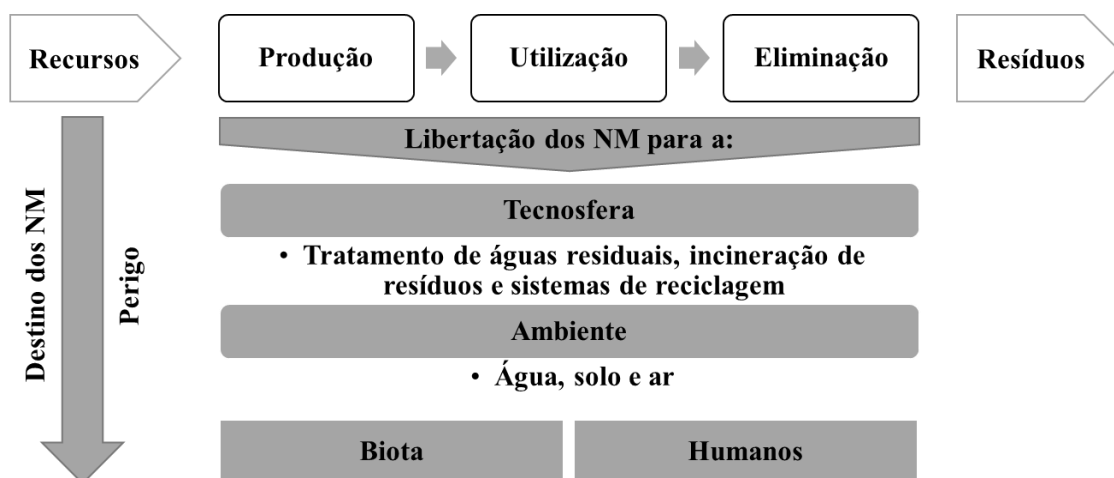 Recursos
Produção
Utilização
Eliminação
Resíduos
Libertação dos NM para a:
Destino dos NM
Perigo
Tecnosfera
• Tratamento de águas residuais, incineração de
resíduos e sistemas de reciclagem
Ambiente
• Água, solo e ar
Biota
Humanos